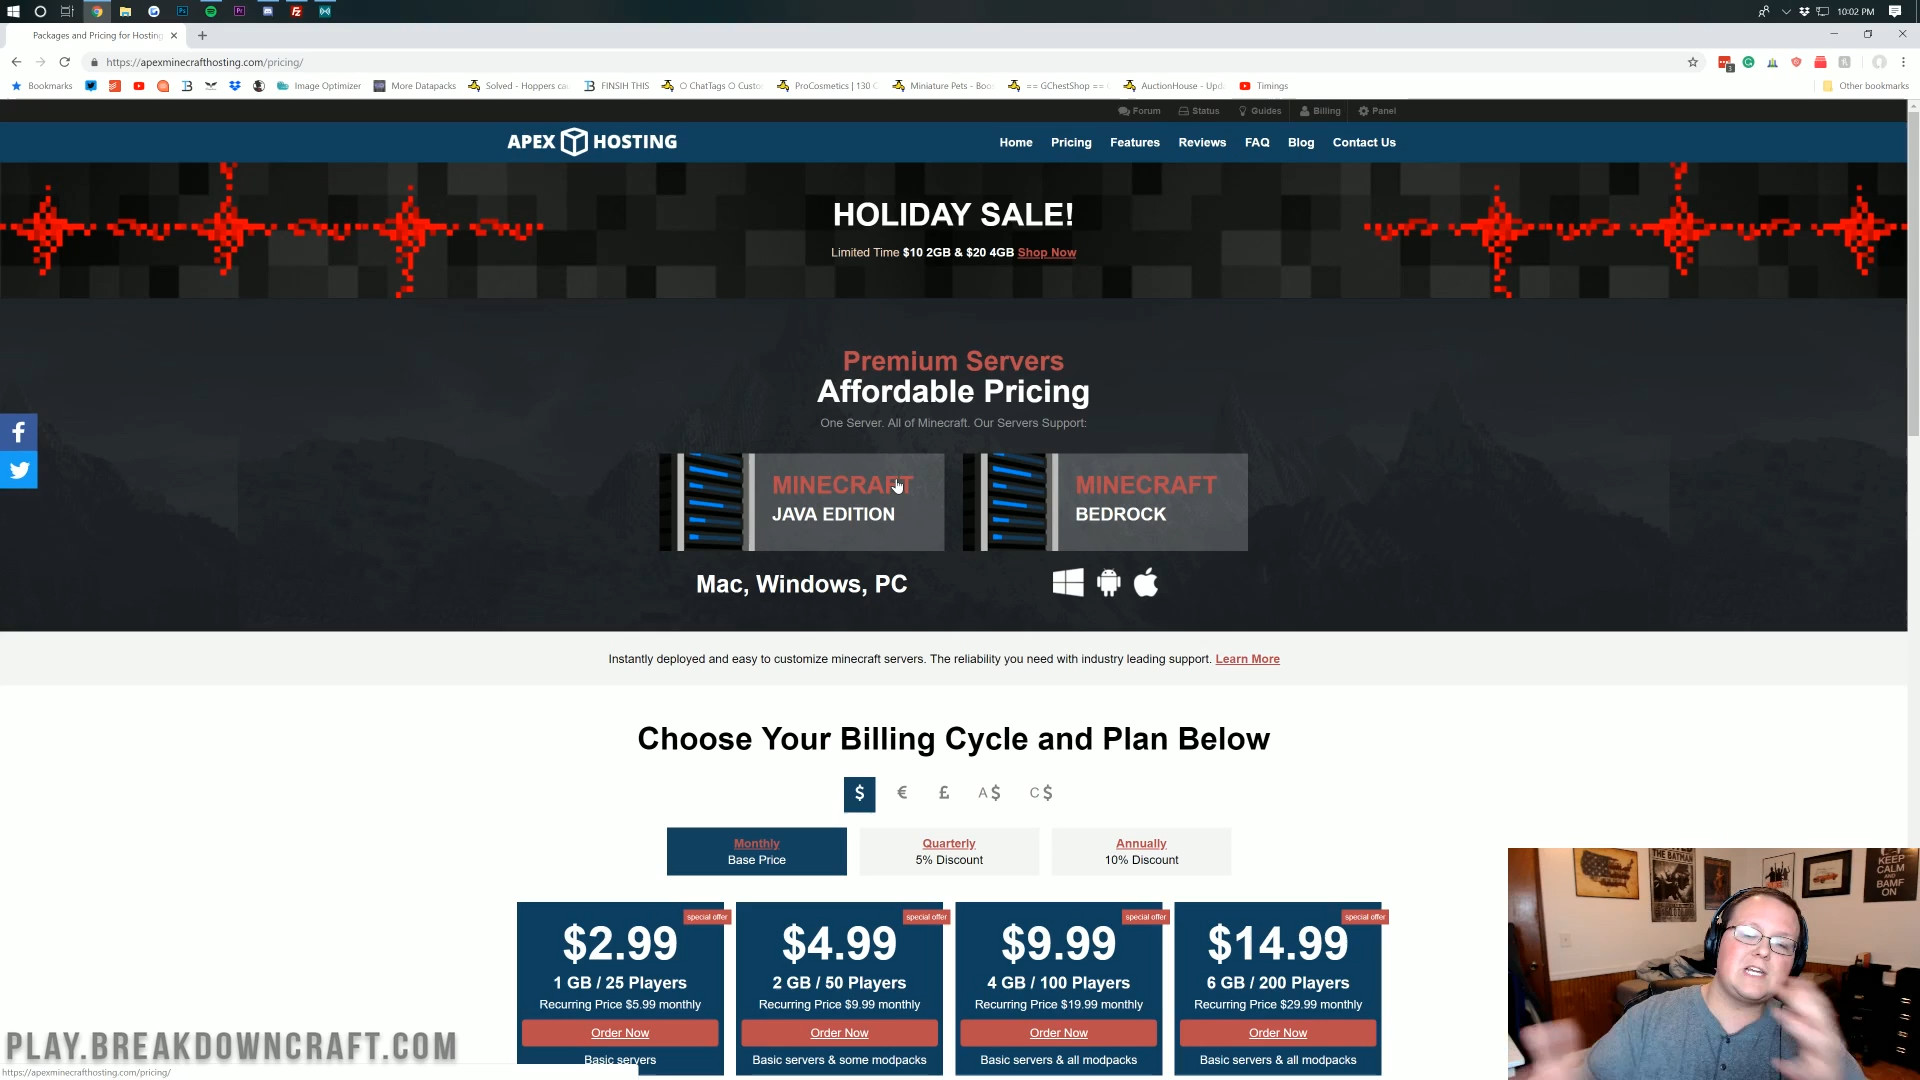 10:02 PM
Packages and Pricing for Hosting
https://apexminecrafthosting.com/pricing/
Bookmarks
Image Optimizer
More Datapacks
Solved - Hoppers
FINSIH THIS
O ChatTags O
ProCosmetics | 130
Miniature Pets -
== GChestShop ==
AuctionHouse -
Timings
Other bookmarks
Forum Status Guides Billing Panel
APEX HOSTING
Home Pricing Features Reviews FAQ Blog Contact Us
HOLIDAY SALE!
Limited Time $10 2GB & $20 4GB Shop Now
Premium Servers
Affordable Pricing
One Server. All of Minecraft. Our Servers Support:
MINECRAFT
JAVA EDITION
MINECRAFT
BEDROCK
Mac, Windows, PC
Instantly deployed and easy to customize minecraft servers. The reliability you need with industry leading support. Learn More
Choose Your Billing Cycle and Plan Below
$ € £ A$ C$
Monthly
Base Price
Quarterly
5% Discount
Annually
10% Discount
special offer
$2.99
1 GB / 25 Players
Recurring Price $5.99 monthly
Order Now
Basic servers
special offer
$4.99
2 GB / 50 Players
Recurring Price $9.99 monthly
Order Now
Basic servers & some modpacks
special offer
$9.99
4 GB / 100 Players
Recurring Price $19.99 monthly
Order Now
Basic servers & all modpacks
special offer
$14.99
6 GB / 200 Players
Recurring Price $29.99 monthly
Order Now
Basic servers & all modpacks
THE BATMAN
KEEP
CALM
AND
BAMF
ON
PLAY.BREAKDOWNCRAFT.COM
https://apexminecrafthosting.com/pricing/